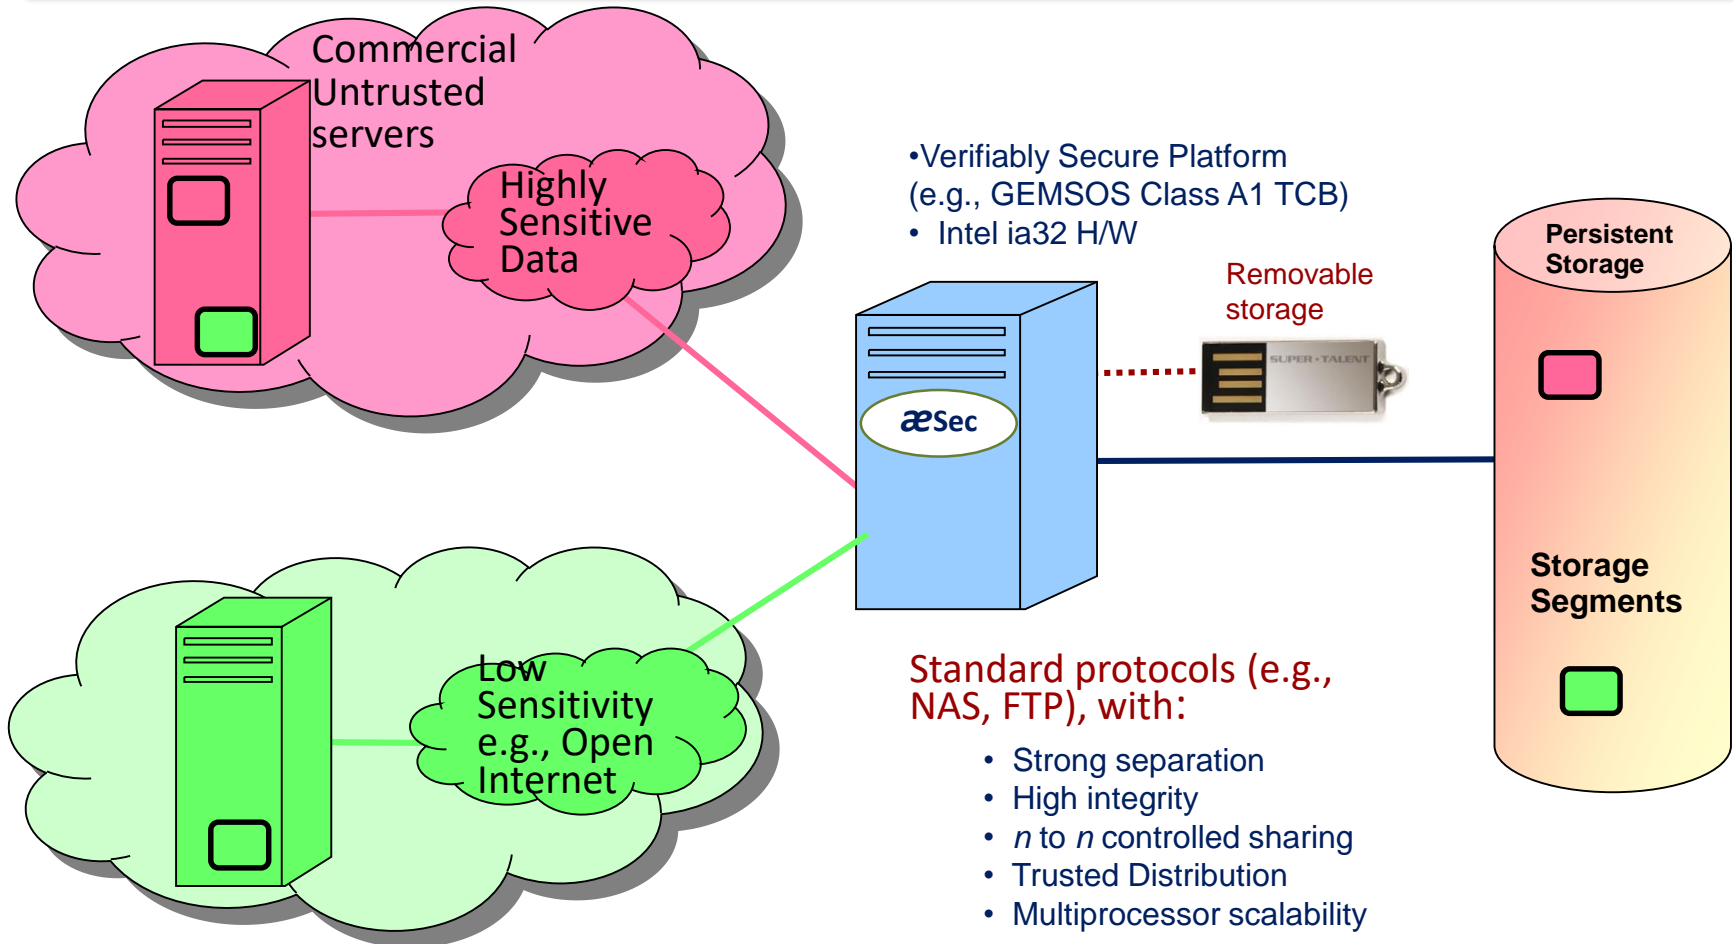 Commercial
Untrusted
servers
Highly
Sensitive
Data
•Verifiably Secure Platform
(e.g., GEMSOS Class A1 TCB)
• Intel ia32 H/W
Removable
storage
SUPER•TALENT
Persistent
Storage
æSec
Storage
Segments
Low
Sensitivity
e.g., Open
Internet
Standard protocols (e.g.,
NAS, FTP), with:
• Strong separation
• High integrity
• n to n controlled sharing
• Trusted Distribution
• Multiprocessor scalability